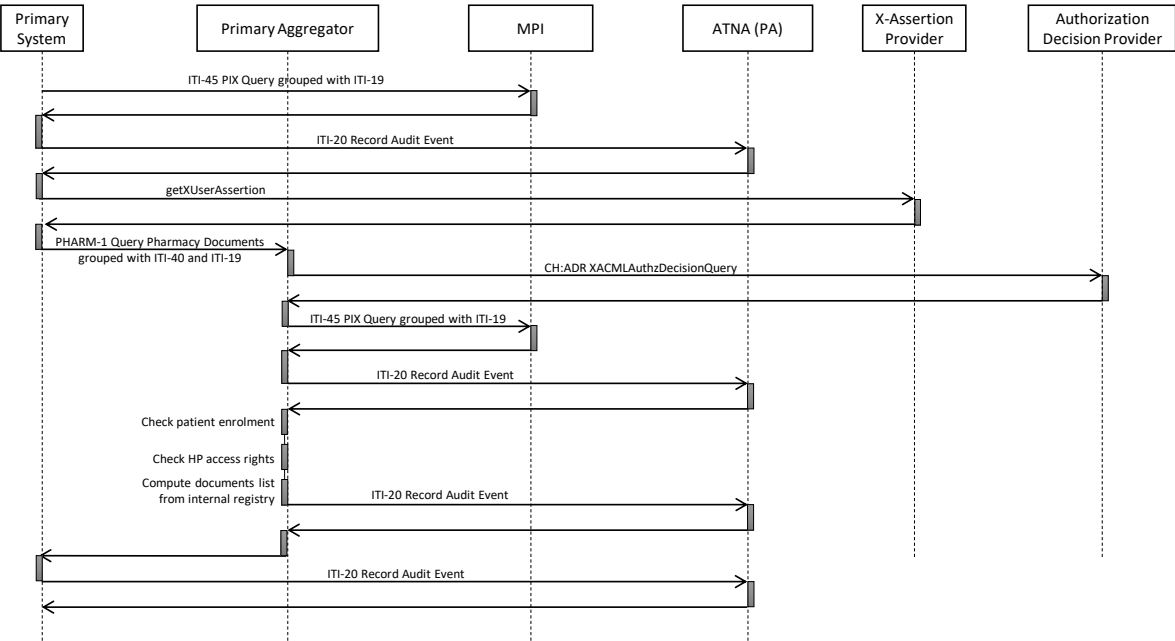 Primary
System
Primary Aggregator
MPI
ATNA (PA)
X-Assertion
Provider
Authorization
Decision Provider
ITI-45 PIX Query grouped with ITI-19
ITI-20 Record Audit Event
getXUserAssertion
PHARM-1 Query Pharmacy Documents
grouped with ITI-40 and ITI-19
CH:ADR XACMLAuthzDecisionQuery
ITI-45 PIX Query grouped with ITI-19
ITI-20 Record Audit Event
Check patient enrolment
Check HP access rights
Compute documents list
from internal registry
ITI-20 Record Audit Event
ITI-20 Record Audit Event